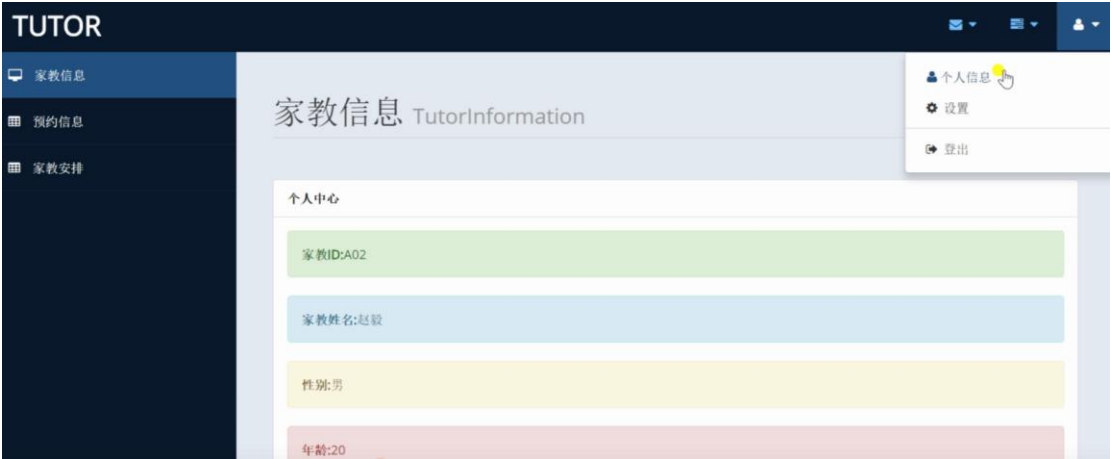 TUTOR
家教信息
预约信息
家教安排
个人信息
设置
登出
家教信息 TutorInformation
个人中心
家教ID:A02
家教姓名:赵毅
性别:男
年龄:20